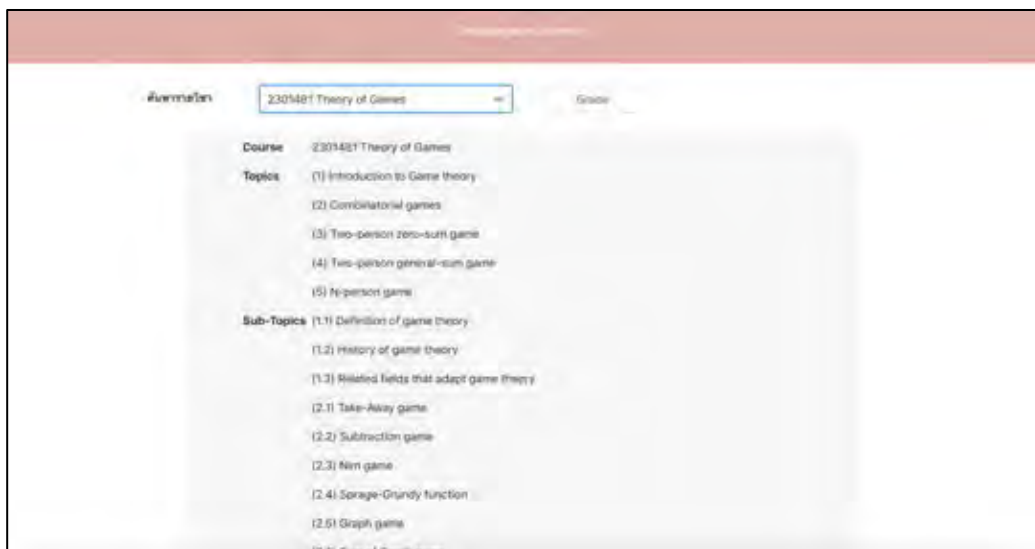 ค้นหารายวิชา 2301481 Theory of Games Grade
Course 2301481 Theory of Games
Topics (1) Introduction to Game theory
(2) Combinatorial games
(3) Two-person zero-sum game
(4) Two-person general-sum game
(5) N-person game
Sub-Topics (1.1) Definition of game theory
(1.2) History of game theory
(1.3) Related fields that adapt game theory
(2.1) Take-Away game
(2.2) Subtraction game
(2.3) Nim game
(2.4) Sprage-Grundy function
(2.5) Graph game